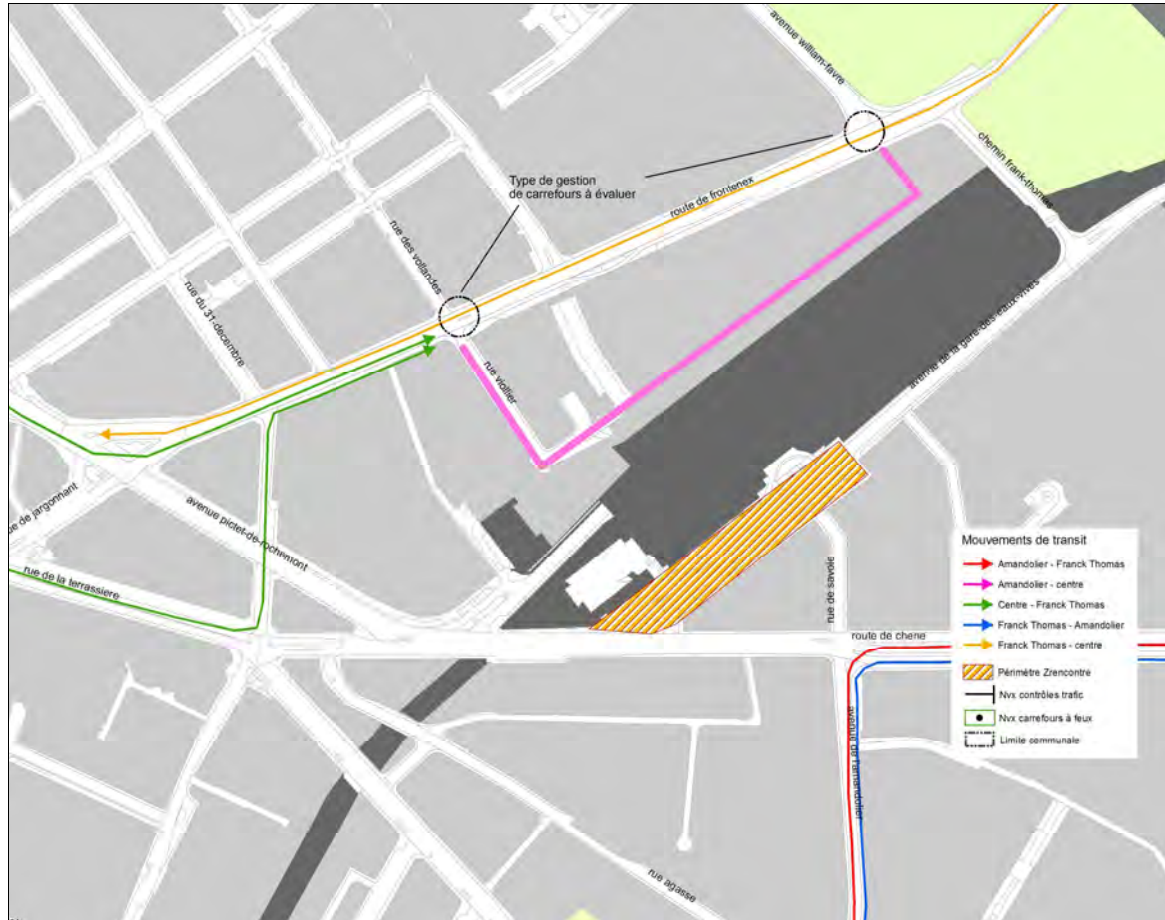 avenue william-favre
chemin frank-thomas
Type de gestion
de carrefours à évaluer
route de frontenex
rue des vollandes
rue du 31-decembre
rue viollier
avenue de la gare-des-eaux-vives
ue de jargonnant
avenue pictet-de-rochemont
rue de la terrassiere
rue de savoie
route de chene
avenue de l'amandolier
rue agasse
Mouvements de transit
Amandolier - Franck Thomas
Amandolier - centre
Centre - Franck Thomas
Franck Thomas - Amandolier
Franck Thomas - centre
Périmètre Zrencontre
Nvx contrôles trafic
Nvx carrefours à feux
Limite communale